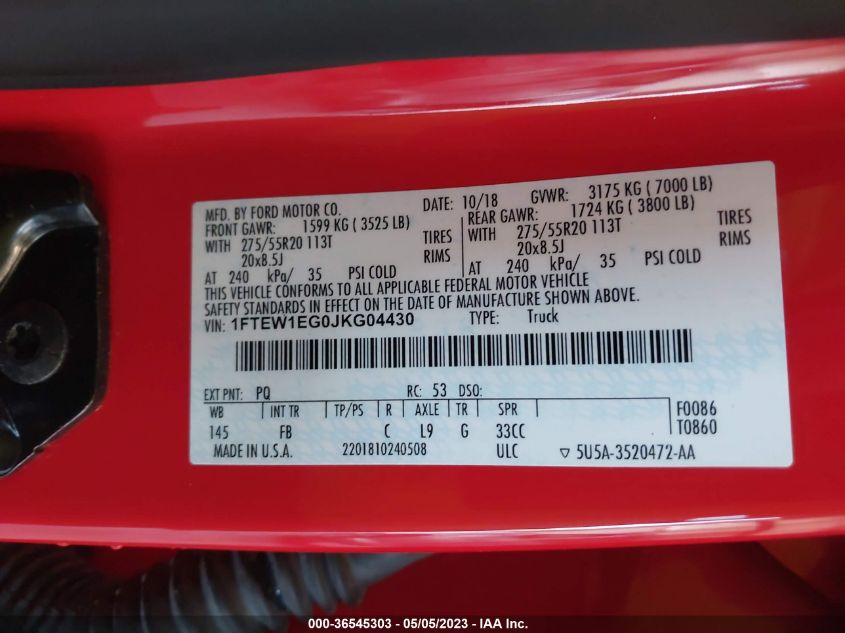 MFD. BY FORD MOTOR CO.
DATE: 10/18 GVWR: 3175 KG ( 7000 LB)
FRONT GAWR: 1599 KG ( 3525 LB)
REAR GAWR: 1724 KG ( 3800 LB)
WITH 275/55R20 113T TIRES
WITH 275/55R20 113T TIRES
20x8.5J RIMS
20x8.5J RIMS
AT 240 kPa/ 35 PSI COLD
AT 240 kPa/ 35 PSI COLD
THIS VEHICLE CONFORMS TO ALL APPLICABLE FEDERAL MOTOR VEHICLE
SAFETY STANDARDS IN EFFECT ON THE DATE OF MANUFACTURE SHOWN ABOVE.
VIN: 1FTEW1EG0JKG04430 TYPE: Truck
EXT PNT: PQ RC: 53 DSO:
WB INT TR TP/PS R AXLE TR SPR F0086
145 FB C L9 G 33CC T0860
MADE IN U.S.A. 2201810240508 ULC ▽ 5U5A-3520472-AA
000-36545303 - 05/05/2023 - IAA Inc.